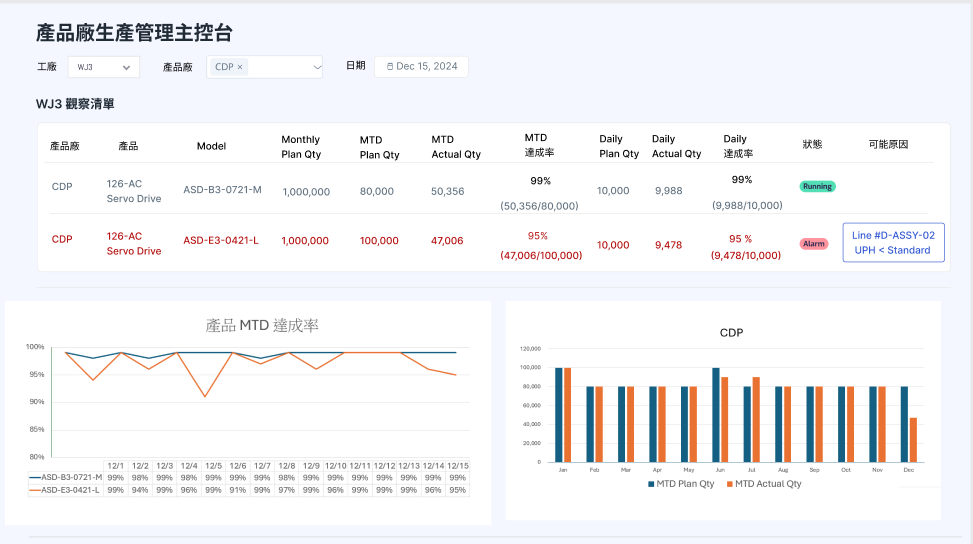 產品廠生產管理主控台
工廠 WJ3 產品廠 CDP × 日期 Dec 15, 2024
WJ3 觀察清單
產品廠 產品 Model Monthly Plan Qty MTD Plan Qty MTD Actual Qty MTD 達成率 Daily Plan Qty Daily Actual Qty Daily 達成率 狀態 可能原因
CDP 126-AC Servo Drive ASD-B3-0721-M 1,000,000 80,000 50,356 99% (50,356/80,000) 10,000 9,988 99% (9,988/10,000) Running
CDP 126-AC Servo Drive ASD-E3-0421-L 1,000,000 100,000 47,006 95% (47,006/100,000) 10,000 9,478 95 % (9,478/10,000) Alarm Line #D-ASSY-02 UPH < Standard
產品 MTD 達成率
100%
95%
90%
85%
80%
12/1 12/2 12/3 12/4 12/5 12/6 12/7 12/8 12/9 12/10 12/11 12/12 12/13 12/14 12/15
ASD-B3-0721-M 99% 98% 99% 98% 99% 99% 99% 98% 99% 99% 99% 99% 99% 99% 99%
ASD-E3-0421-L 99% 94% 99% 96% 99% 91% 99% 97% 99% 96% 99% 99% 99% 96% 95%
CDP
120,000
100,000
80,000
60,000
40,000
20,000
0
Jan Feb Mar Apr May Jun Jul Aug Sep Oct Nov Dec
MTD Plan Qty MTD Actual Qty